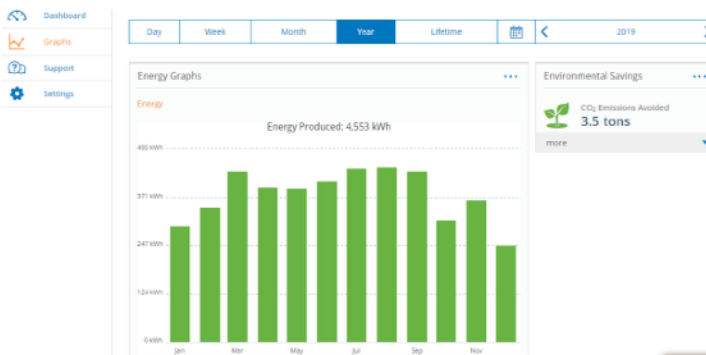 Dashboard
Graphs
Support
Settings
Day Week Month Year Lifetime
2019
Energy Graphs
Energy
Energy Produced: 4,553 kWh
495 kWh
371 kWh
247 kWh
124 kWh
0 kWh
Jan Mar May Jul Sep Nov
Environmental Savings
CO₂ Emissions Avoided
3.5 tons
more